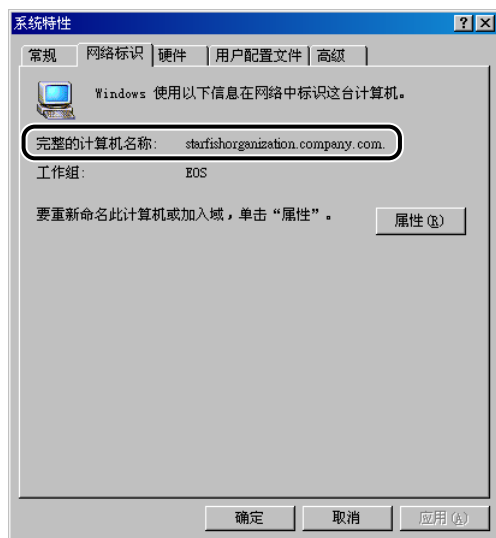 系统特性
常规 网络标识 硬件 用户配置文件 高级
Windows 使用以下信息在网络中标识这台计算机。
完整的计算机名称: starfishorganization.company.com.
工作组: EOS
要重新命名此计算机或加入域，单击“属性”。
属性(R)
确定 取消 应用(A)